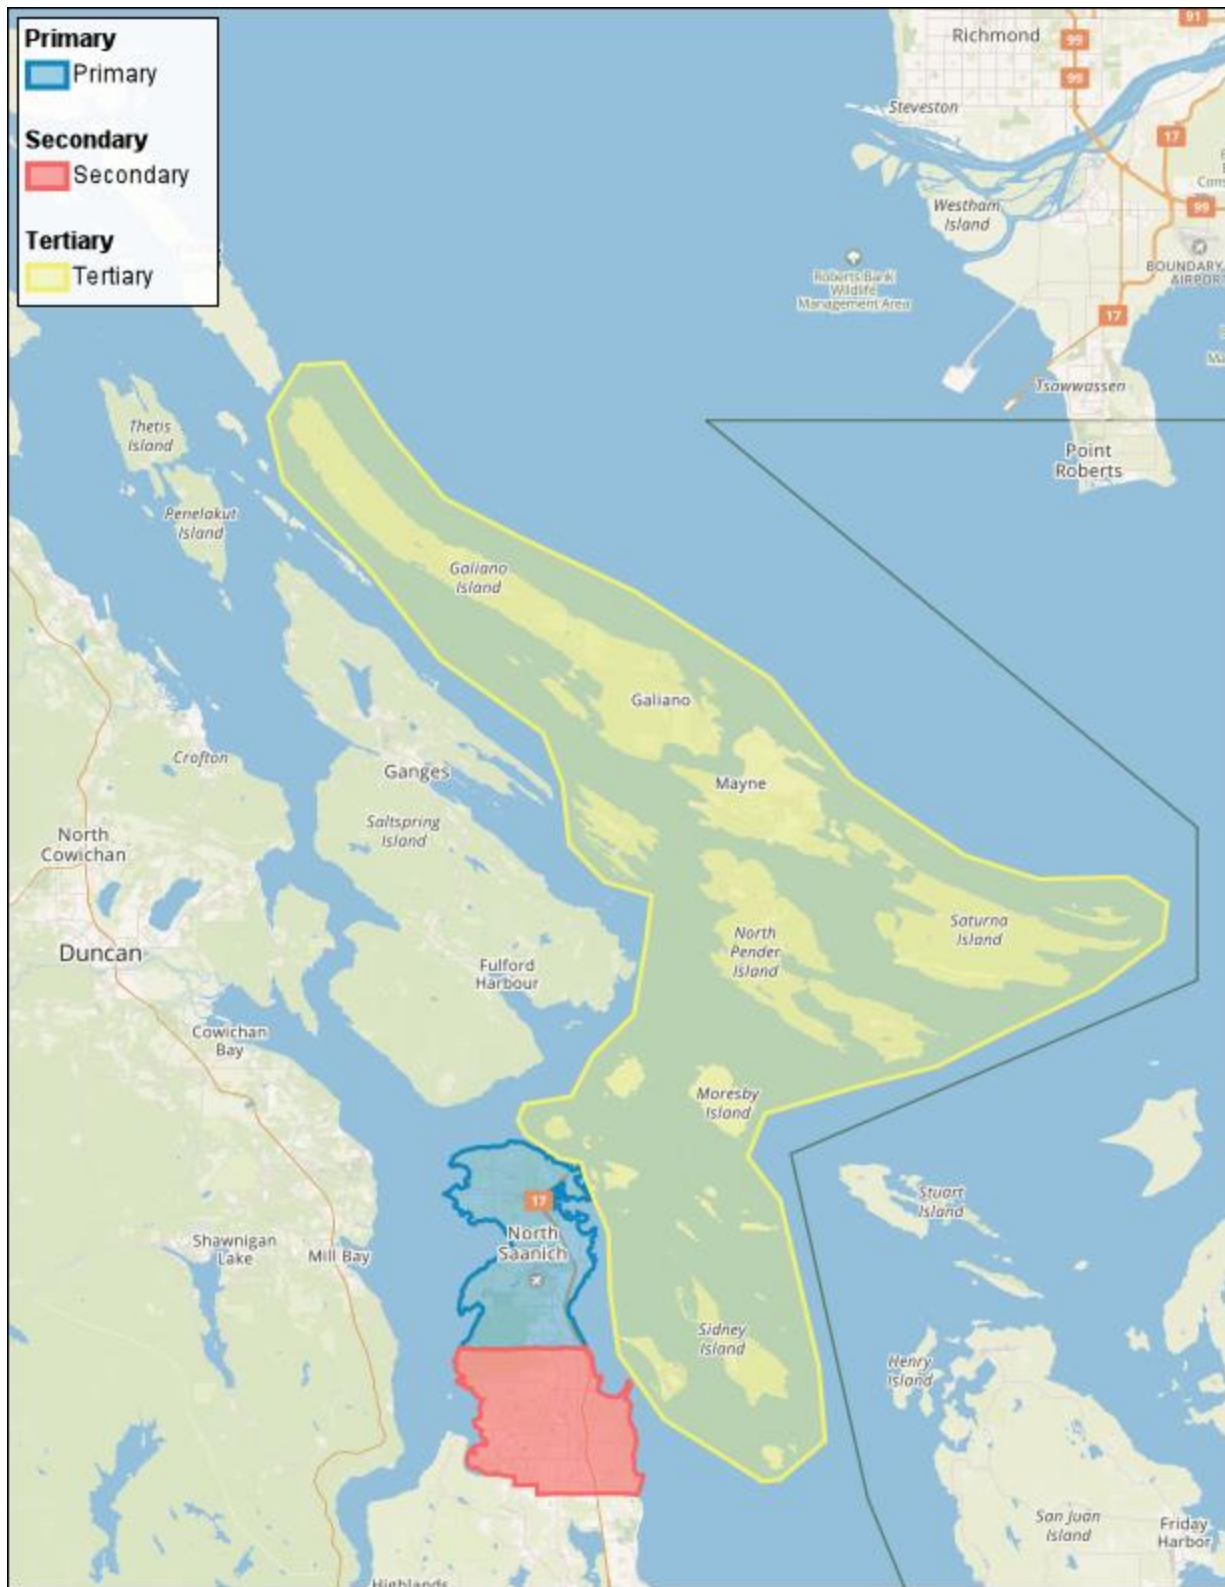 Primary
Primary
Secondary
Secondary
Tertiary
Tertiary
Richmond
91
99
99
Steveston
17
Westham
Island
99
Roberts Bank
Wildlife
Management Area
BOUNDARY
AIRPORT
17
Tsawwassen
Point
Roberts
Thetis
Island
Penelakut
Island
Galiano
Island
Galiano
Mayne
Crofton
Ganges
Saltspring
Island
North
Cowichan
Duncan
Fulford
Harbour
North
Pender
Island
Saturna
Island
Cowichan
Bay
Moresby
Island
17
North
Saanich
Stuart
Island
Shawnigan
Lake
Mill Bay
Sidney
Island
Henry
Island
San Juan
Island
Friday
Harbor
Highlands